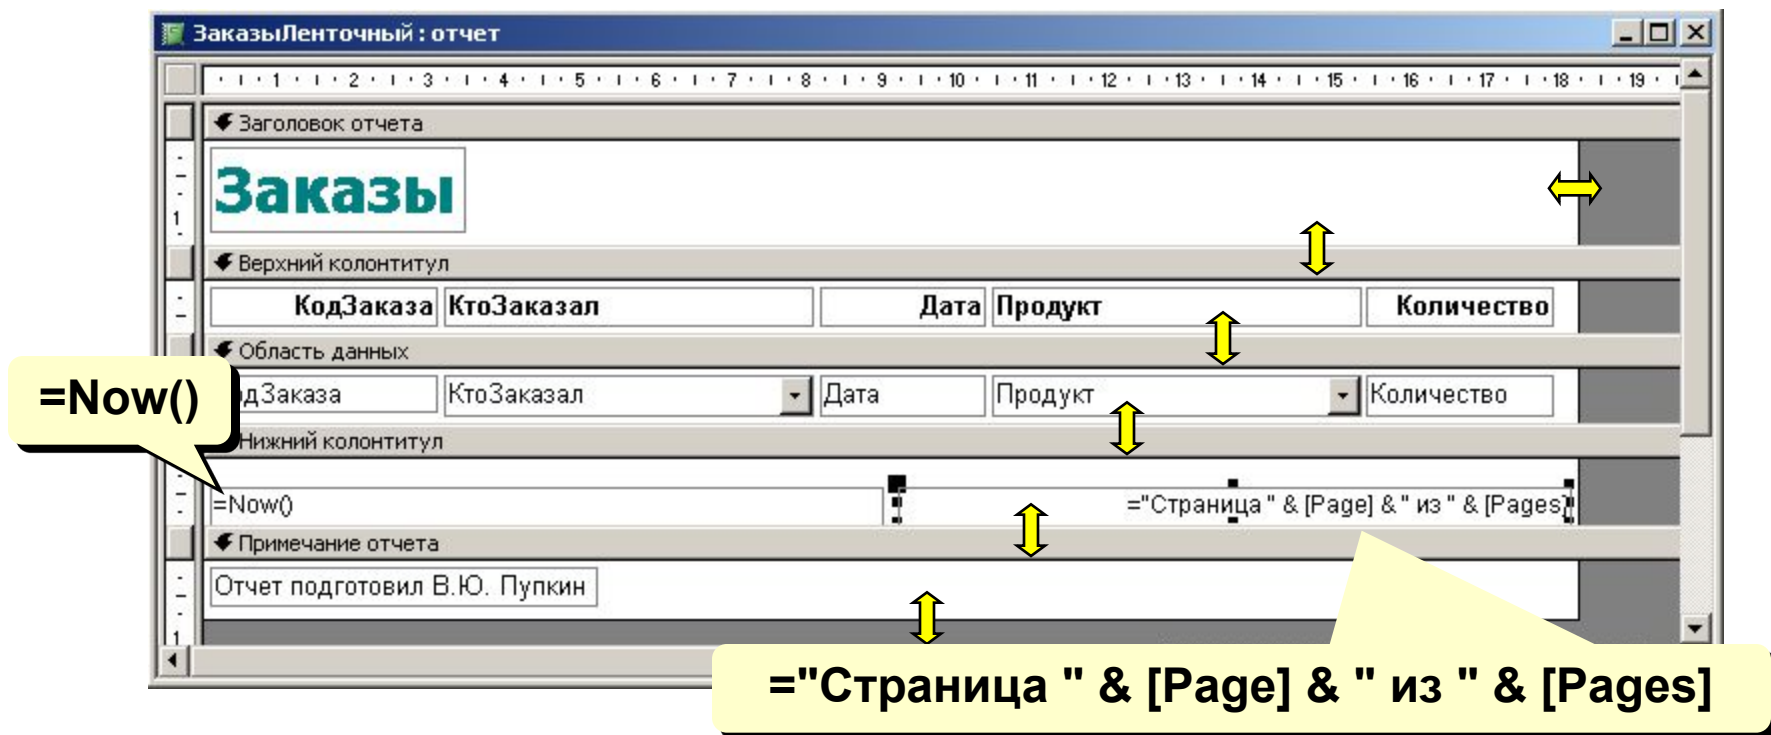 ЗаказыЛенточный : отчет
1 2 3 4 5 6 7 8 9 10 11 12 13 14 15 16 17 18 19
Заголовок отчета
Заказы
1
Верхний колонтитул
КодЗаказа КтоЗаказал Дата Продукт Количество
Область данных
=Now()
дЗаказа КтоЗаказал Дата Продукт Количество
Нижний колонтитул
=Now() ="Страница " & [Page] & " из " & [Pages]
Примечание отчета
Отчет подготовил В.Ю. Пупкин
1
="Страница " & [Page] & " из " & [Pages]